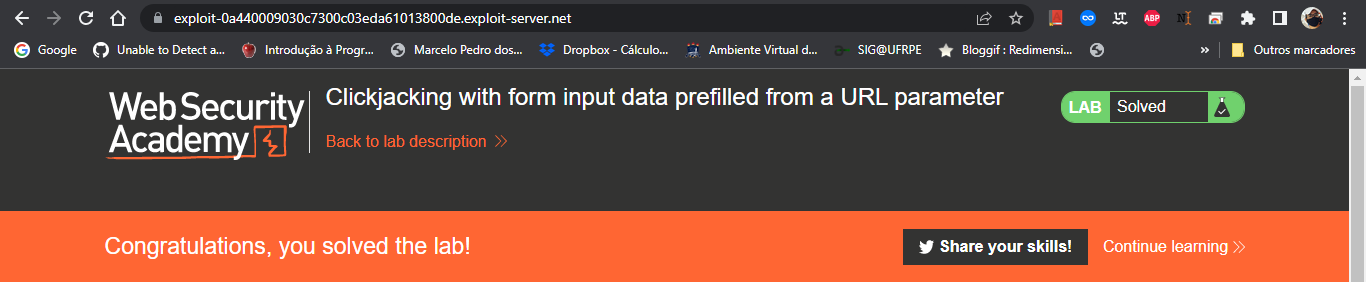 exploit-0a440009030c7300c03eda61013800de.exploit-server.net
Google Unable to Detect a... Introdução à Progr... Marcelo Pedro dos... Dropbox - Cálculo... Ambiente Virtual d... SIG@UFRPE Bloggif : Redimensi... » Outros marcadores
Web Security
Academy
Clickjacking with form input data prefilled from a URL parameter
Back to lab description
LAB Solved
Congratulations, you solved the lab!
Share your skills!
Continue learning